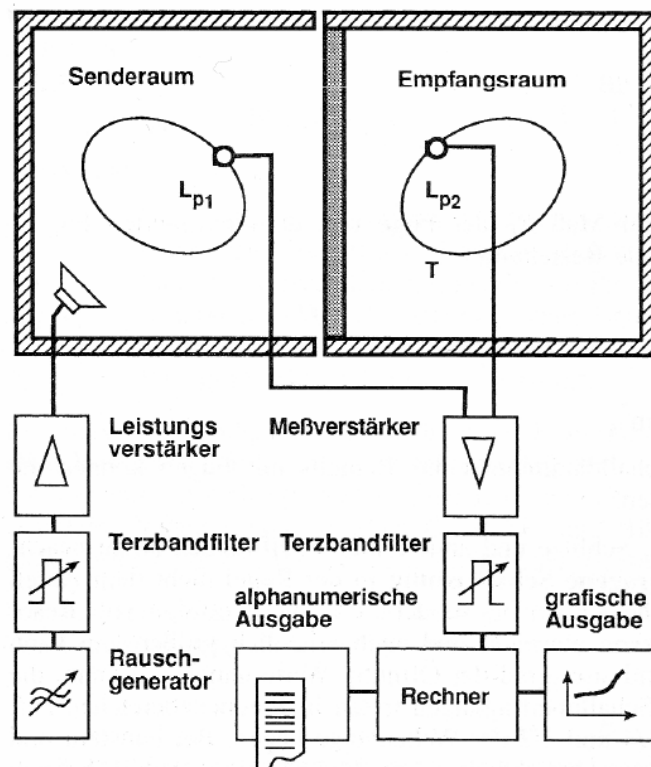 Senderaum
Empfangsraum
Lp1
Lp2
T
Leistungs
verstärker
Meßverstärker
Terzbandfilter
Terzbandfilter
alphanumerische
Ausgabe
grafische
Ausgabe
Rausch-
generator
Rechner